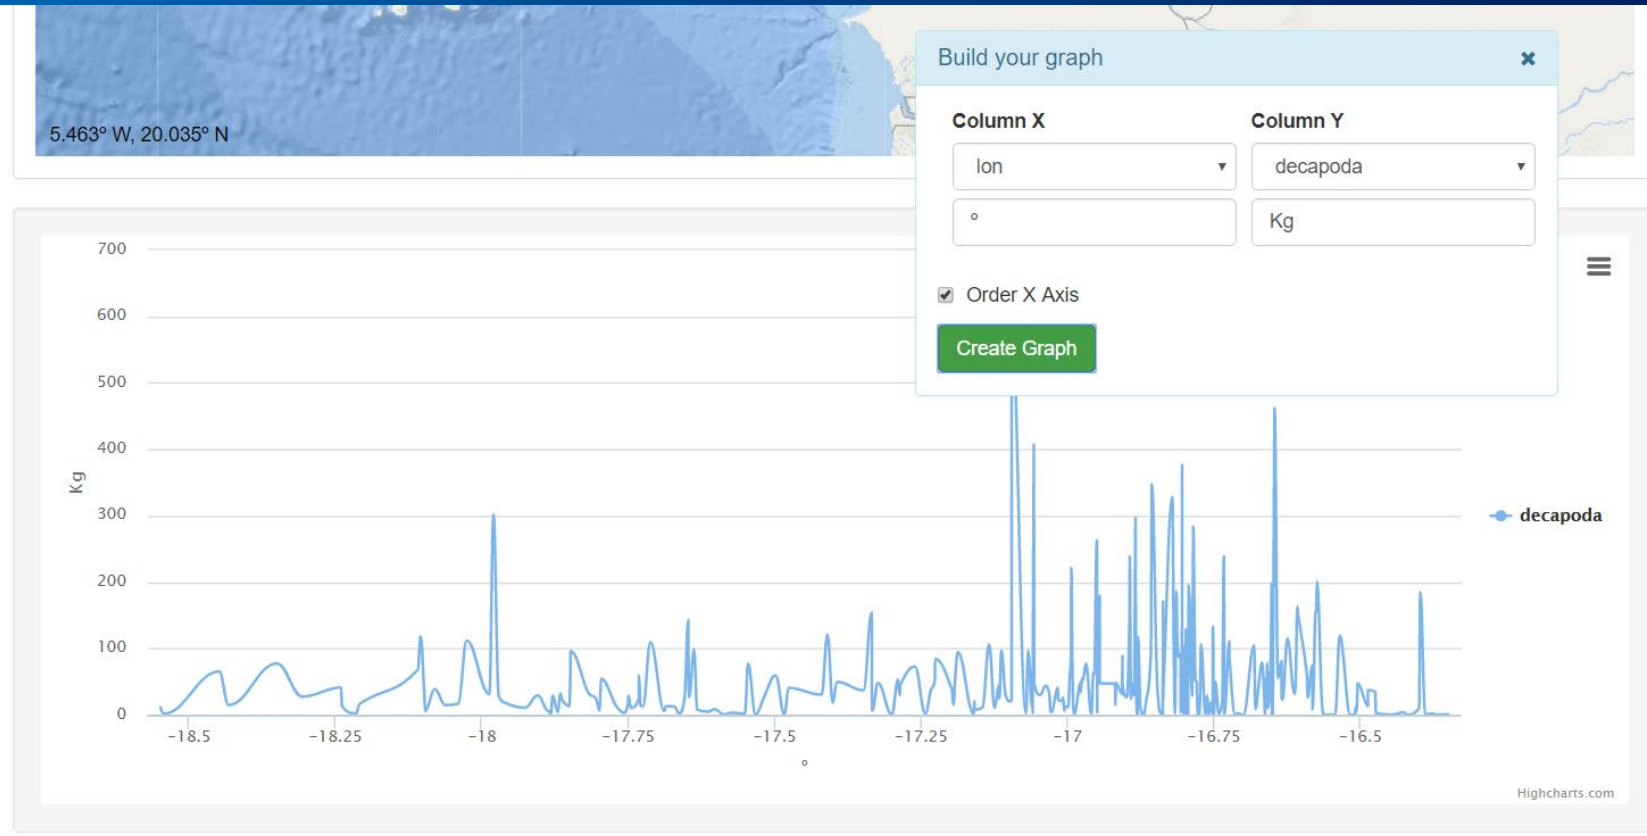 5.463º W, 20.035º N
Build your graph
Column X
Column Y
lon
decapoda
º
Kg
Order X Axis
Create Graph
700
600
500
400
300
200
100
0
Kg
-18.5
-18.25
-18
-17.75
-17.5
-17.25
-17
-16.75
-16.5
º
decapoda
Highcharts.com